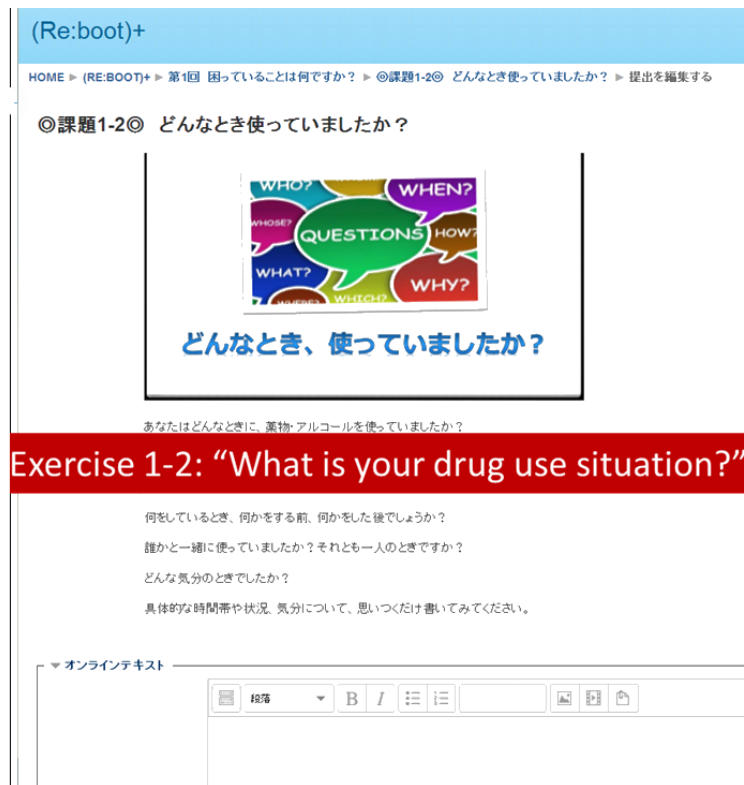 (Re:boot)+
HOME ▶ (RE:BOOT)+ ▶ 第1回 困っていることは何ですか？ ▶ ◎課題1-2◎ どんなとき使っていましたか？ ▶ 提出を編集する
◎課題1-2◎ どんなとき使っていましたか？
WHO?
WHEN?
WHOSE?
QUESTIONS
HOW?
WHAT?
WHY?
WHERE?
WHICH?
どんなとき、使っていましたか？
あなたはどんなときに、薬物・アルコールを使っていましたか？
Exercise 1-2: “What is your drug use situation?”
何をしているとき、何かをする前、何かをした後でしょうか？
誰かと一緒に使っていましたか？それとも一人のときですか？
どんな気分のときでしたか？
具体的な時間帯や状況、気分について、思いつくだけ書いてみてください。
オンラインテキスト
段落
B I